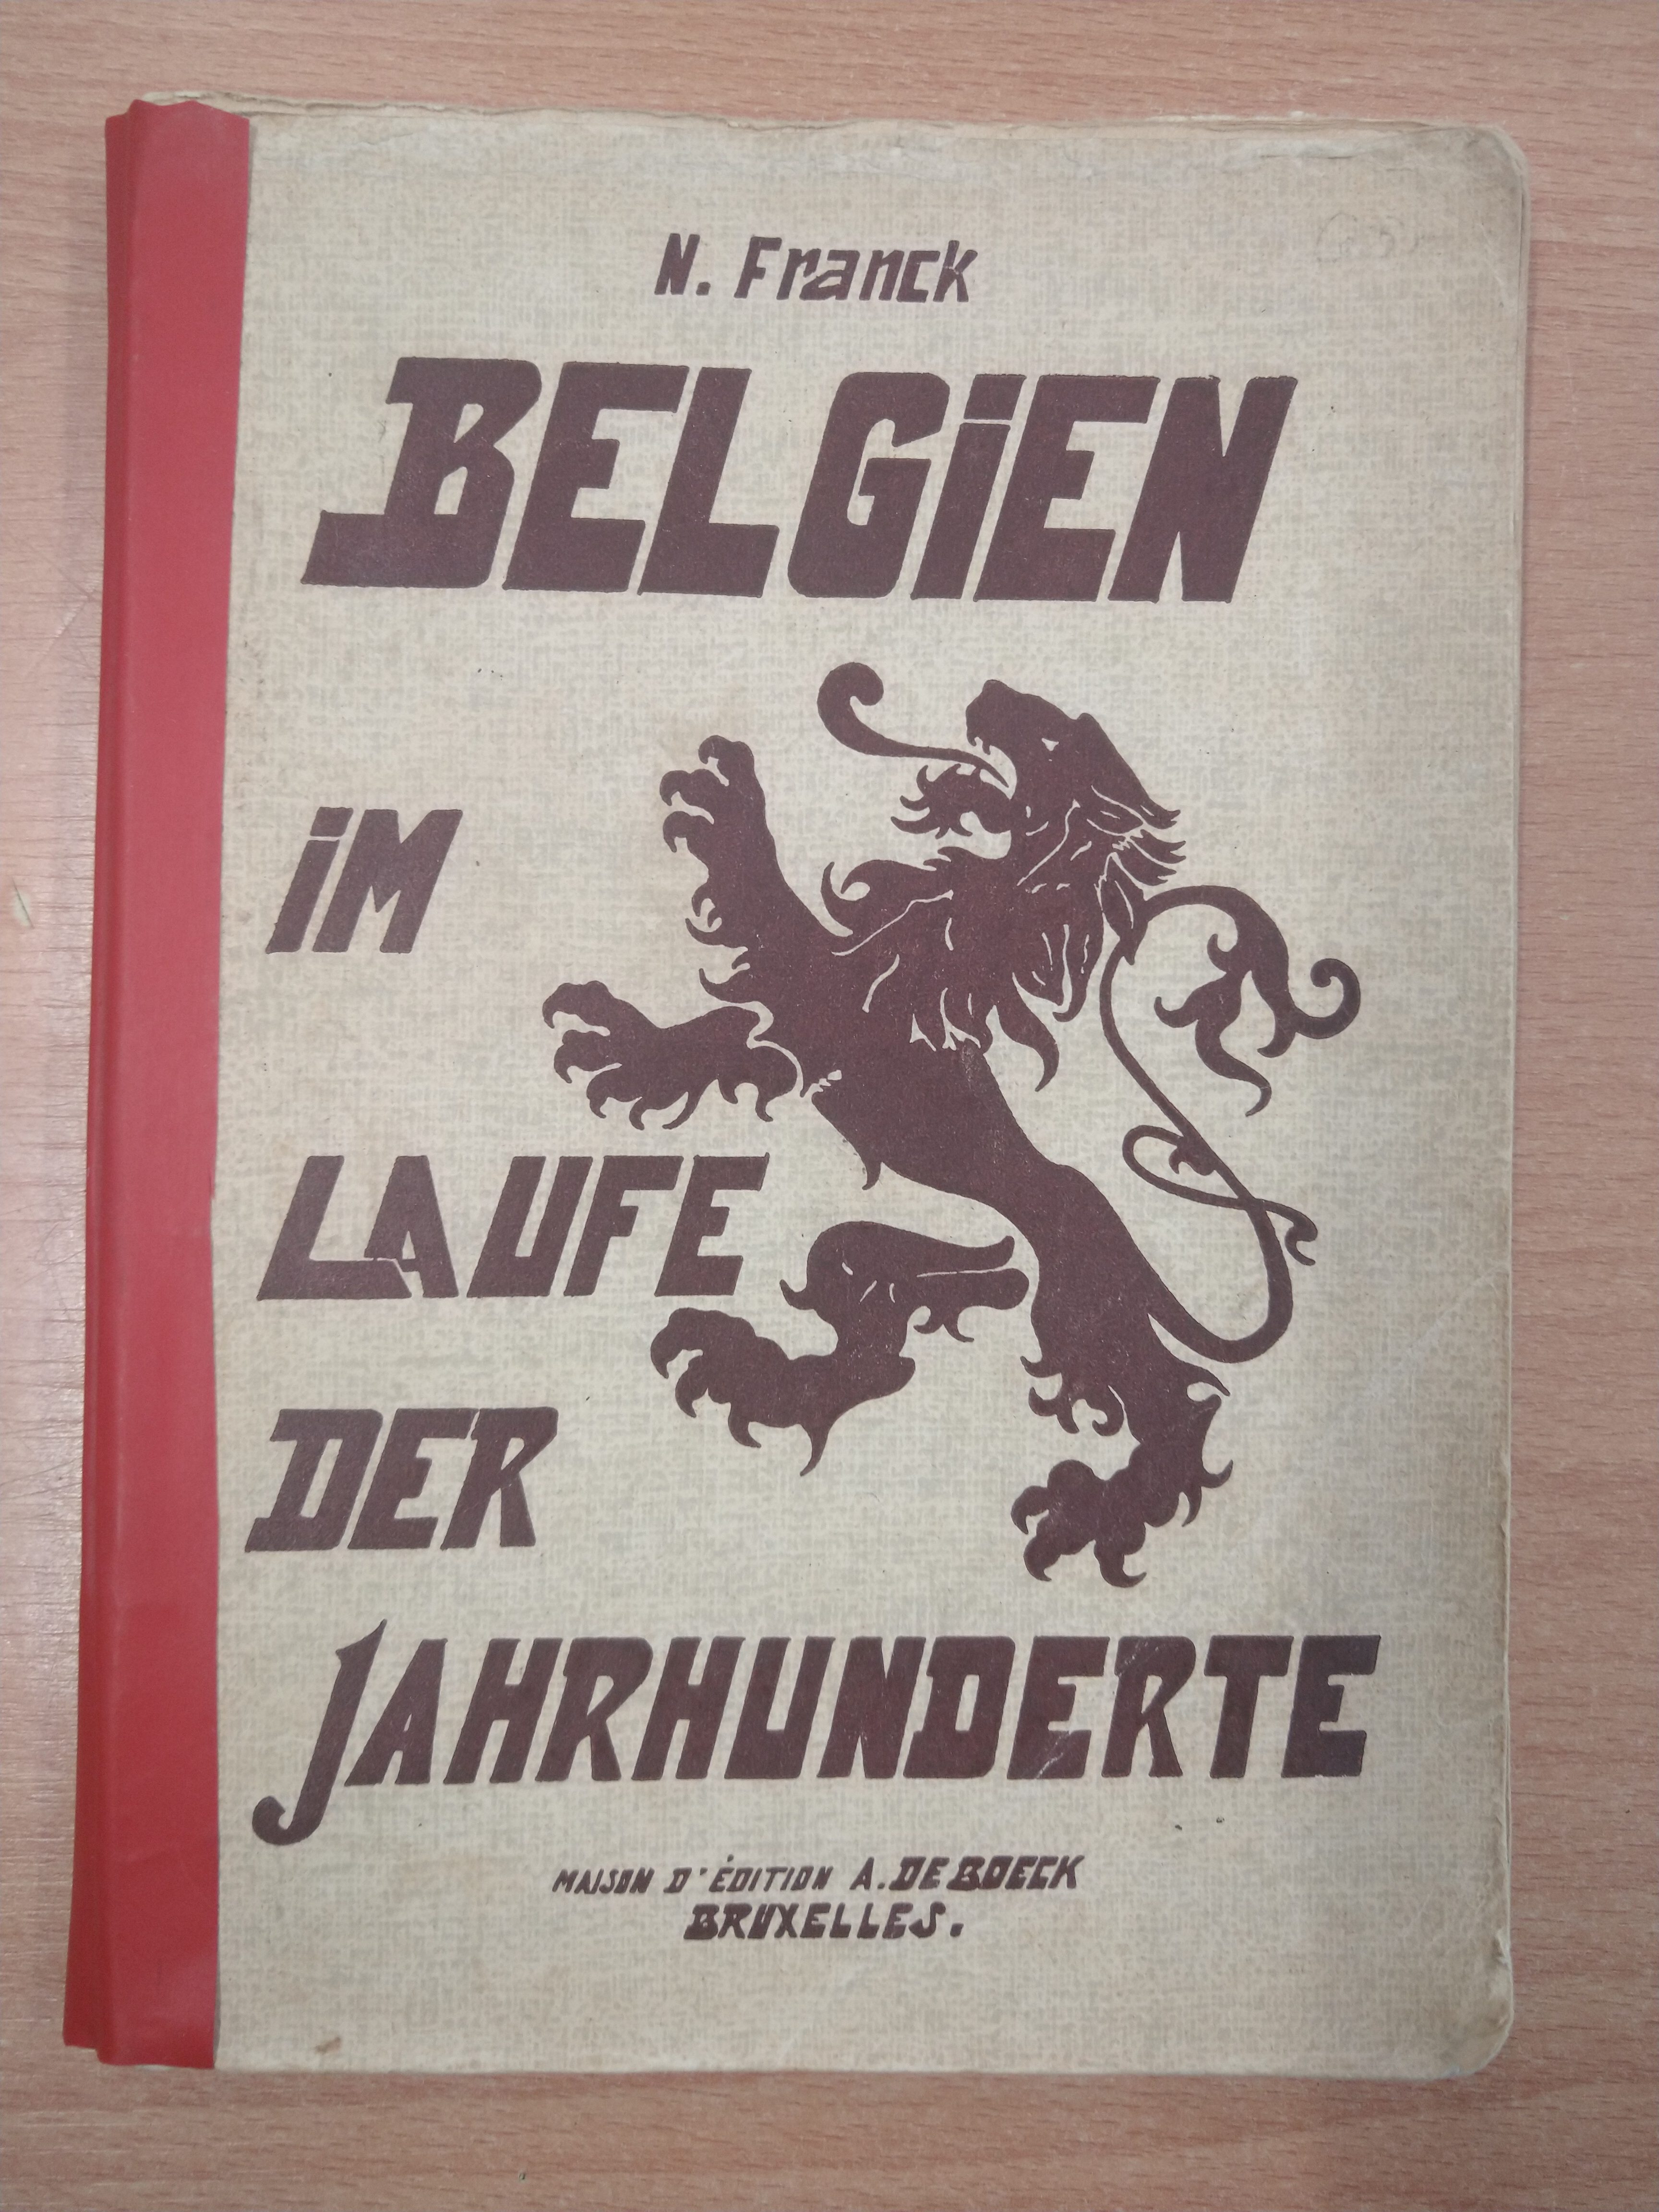 N. Franck
BELGiEN
iM
LAUFE
DER
JAHRHUNDERTE
MAISON D'ÉDITION A. DE BOECK
BRUXELLES.